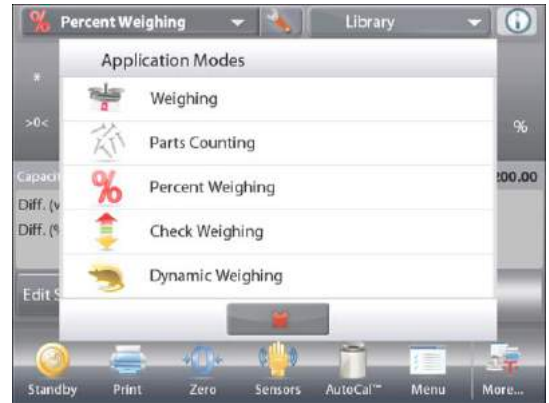 Percent Weighing
Library
Application Modes
Weighing
>0<
Parts Counting
%
Percent Weighing
200.00
Diff.
Check Weighing
Diff.
Dynamic Weighing
Edit
Standby Print Zero Sensors AutoCal™ Menu More...